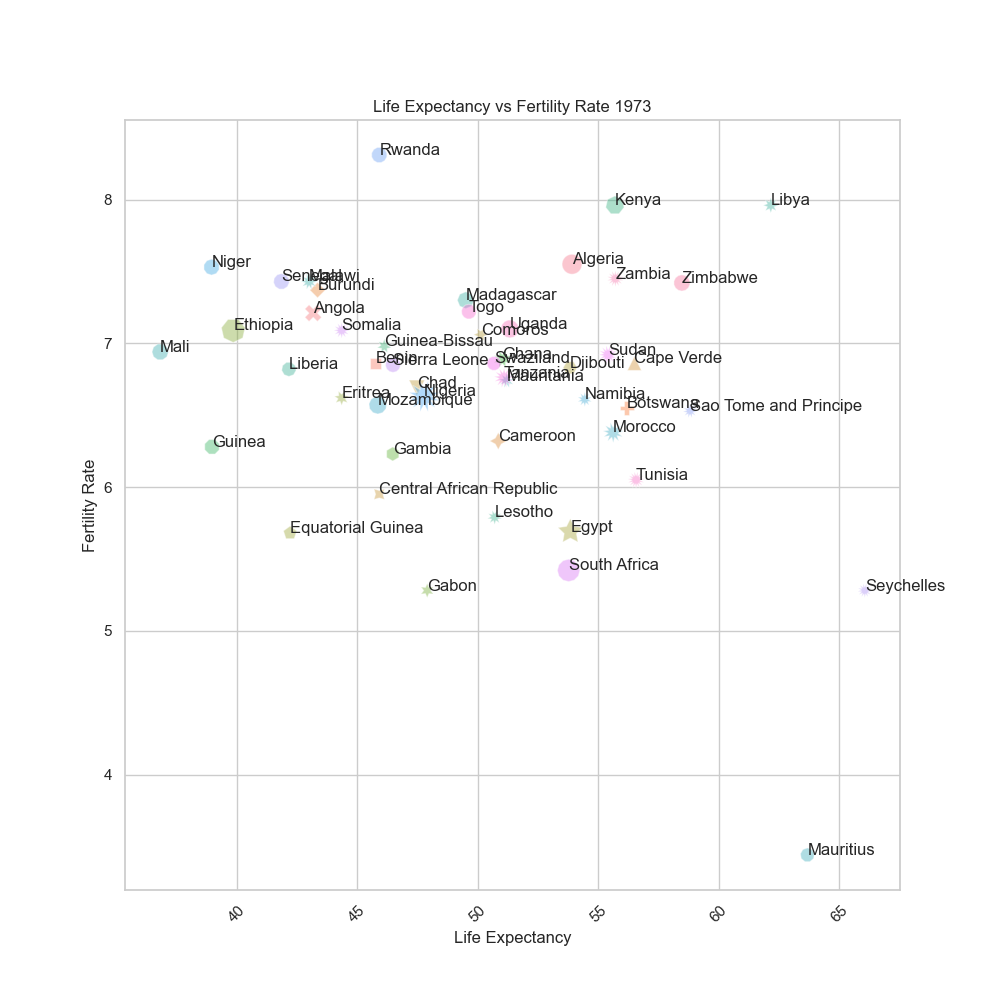 Life Expectancy vs Fertility Rate 1973
Rwanda
8
Kenya
Libya
Niger
Algeria
Senegal
Malawi
Zambia
Zimbabwe
Burundi
Madagascar
Angola
Togo
Ethiopia
Somalia
Uganda
Comoros
7
Mali
Guinea-Bissau
Sudan
Ghana
Liberia
Benin
Sierra Leone
Swaziland
Djibouti
Cape Verde
Tanzania
Mauritania
Chad
Eritrea
Nigeria
Namibia
Mozambique
Botswana
Sao Tome and Principe
Guinea
Gambia
Cameroon
Morocco
6
Central African Republic
Tunisia
Lesotho
Equatorial Guinea
Egypt
South Africa
Gabon
Seychelles
5
4
Mauritius
Fertility Rate
40 45 50 55 60 65
Life Expectancy